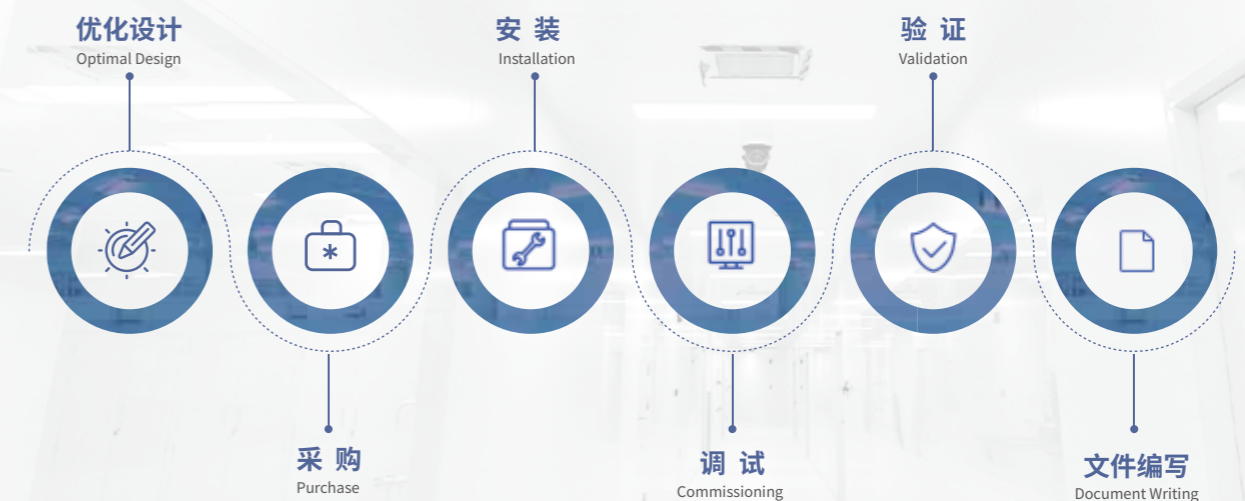 优化设计
Optimal Design
采购
Purchase
安装
Installation
调试
Commissioning
验证
Validation
文件编写
Document Writing